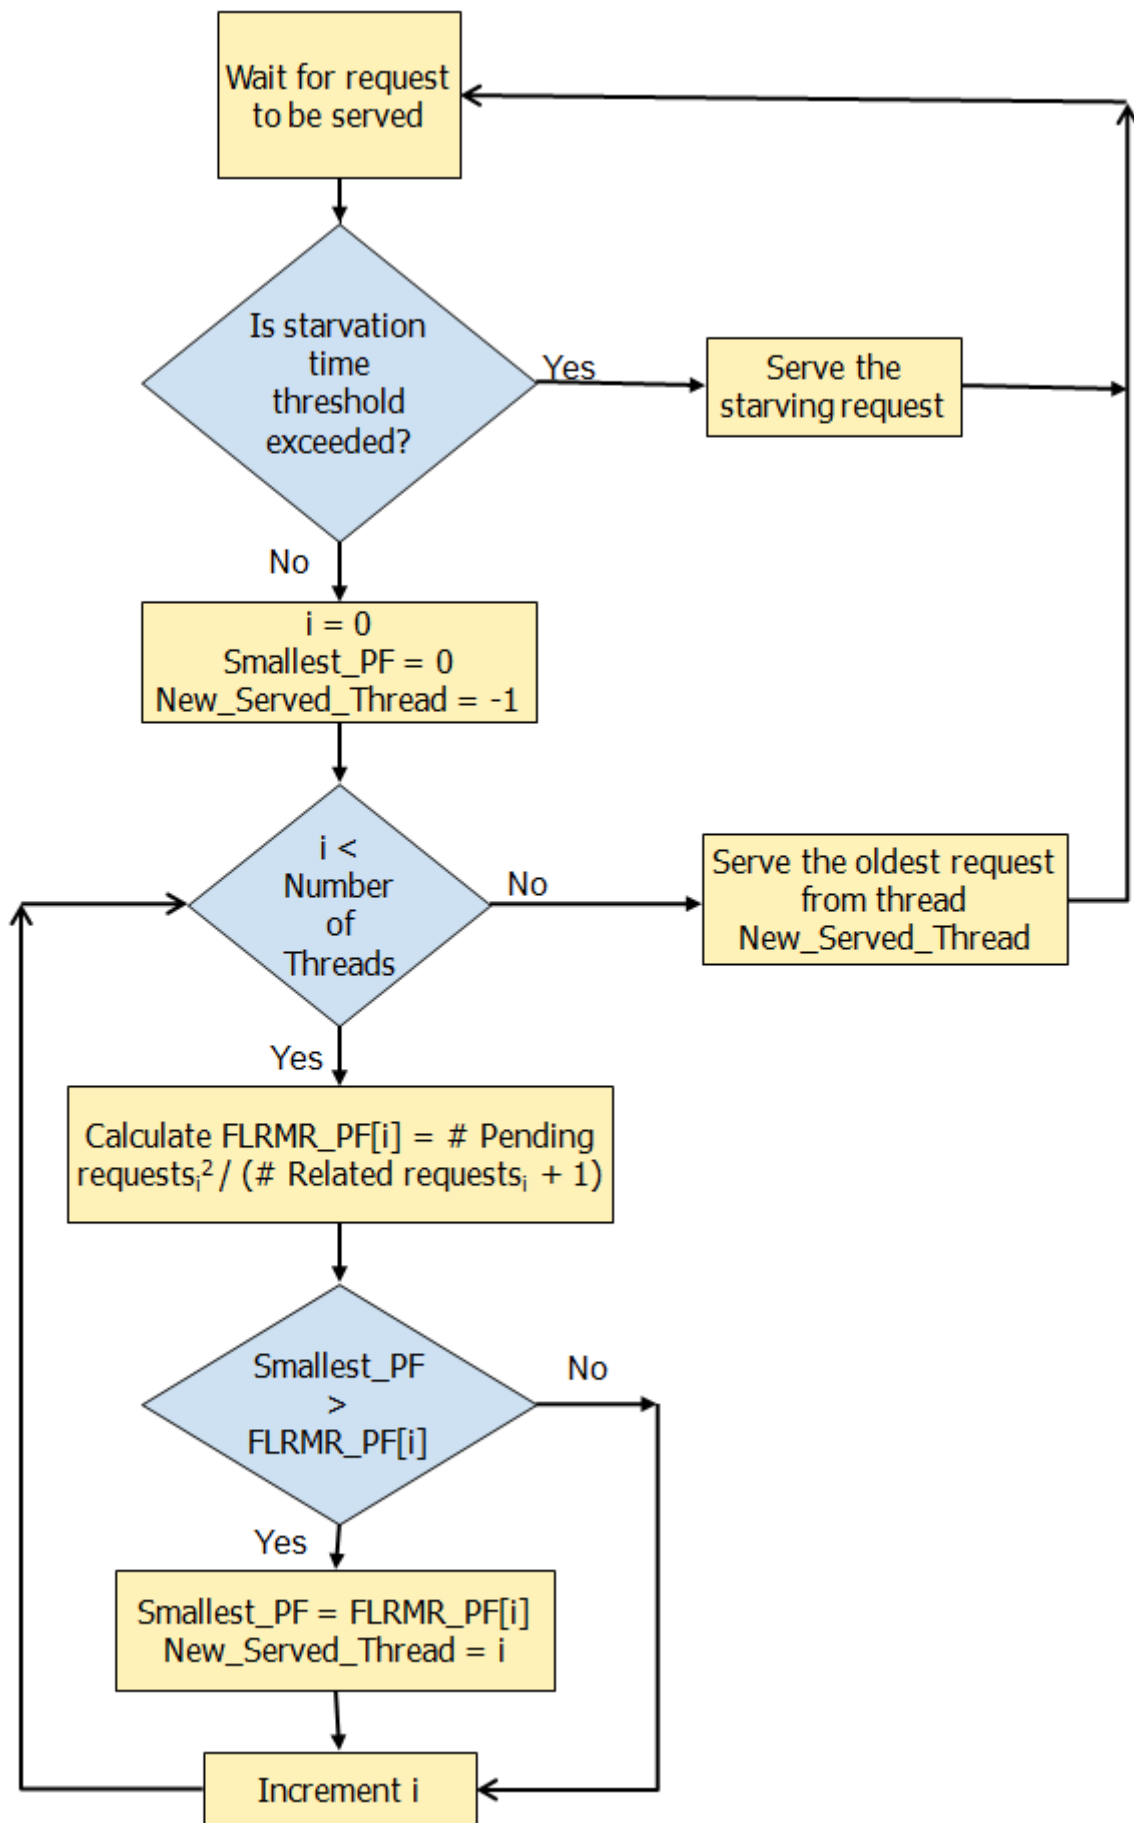 Wait for request
to be served
Is starvation
time
threshold
exceeded?
Yes
Serve the
starving request
No
i = 0
Smallest_PF = 0
New_Served_Thread = -1
i <
Number
of
Threads
No
Serve the oldest request
from thread
New_Served_Thread
Yes
Calculate FLRMR_PF[i] = # Pending
requestsᵢ² / (# Related requestsᵢ + 1)
Smallest_PF
>
FLRMR_PF[i]
No
Yes
Smallest_PF = FLRMR_PF[i]
New_Served_Thread = i
Increment i